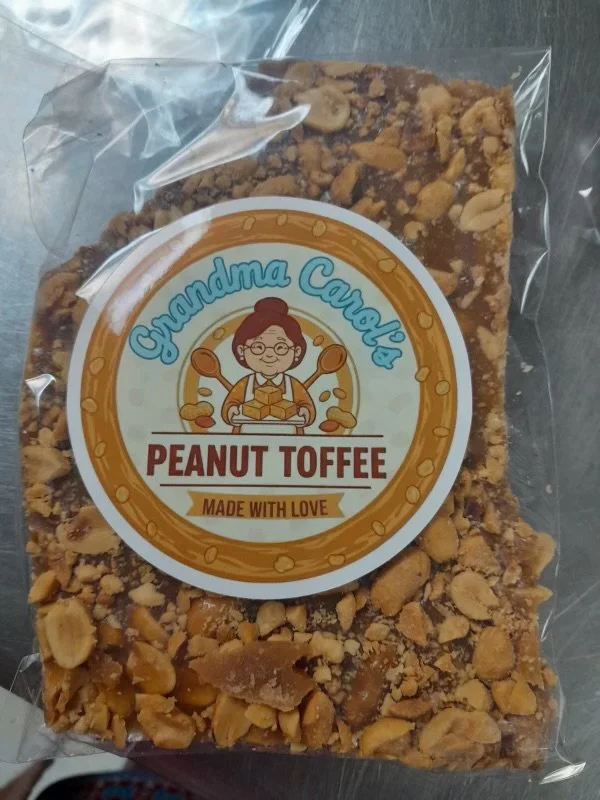 Grandma Carol's
PEANUT TOFFEE
MADE WITH LOVE